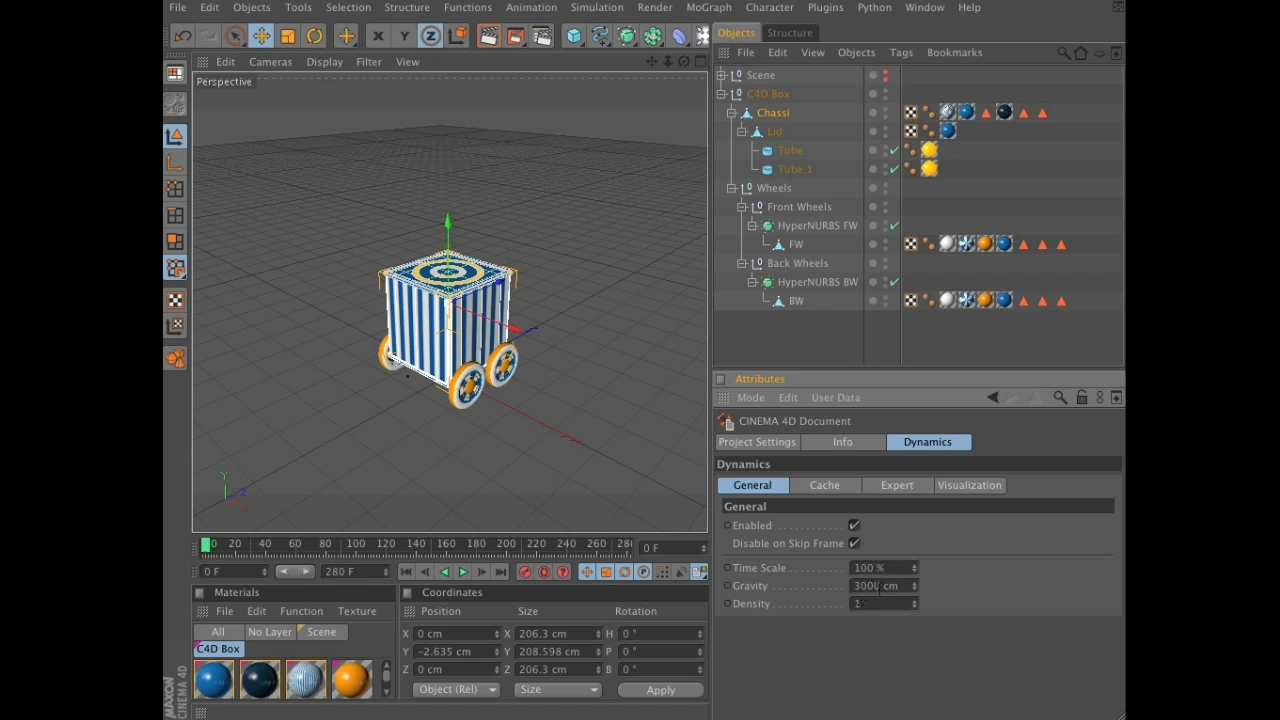 File Edit Objects Tools Selection Structure Functions Animation Simulation Render MoGraph Character Plugins Python Window Help
X Y Z
Objects Structure
Edit Cameras Display Filter View
File Edit View Objects Tags Bookmarks
Perspective
Scene
C4D Box
Chassi
Lid
Tube
Tube.1
Wheels
Front Wheels
HyperNURBS FW
FW
Back Wheels
HyperNURBS BW
BW
Attributes
Mode Edit User Data
CINEMA 4D Document
Project Settings Info Dynamics
Dynamics
General Cache Expert Visualization
General
Enabled
Disable on Skip Frame
Time Scale 100 %
Gravity 3000 cm
Density 1
Y Z X
0 20 40 60 80 100 120 140 160 180 200 220 240 260 28
0 F
0 F 280 F
Materials
File Edit Function Texture
All No Layer Scene
C4D Box
Coordinates
Position Size Rotation
X 0 cm X 206.3 cm H 0 °
Y -2.635 cm Y 208.598 cm P 0 °
Z 0 cm Z 206.3 cm B 0 °
Object (Rel) Size Apply
MAXON CINEMA 4D